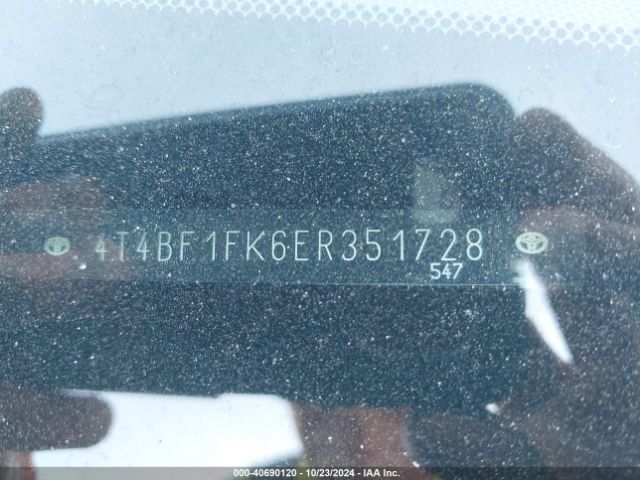 4T4BF1FK6ER351728
547
000-40690120 - 10/23/2024 - IAA Inc.